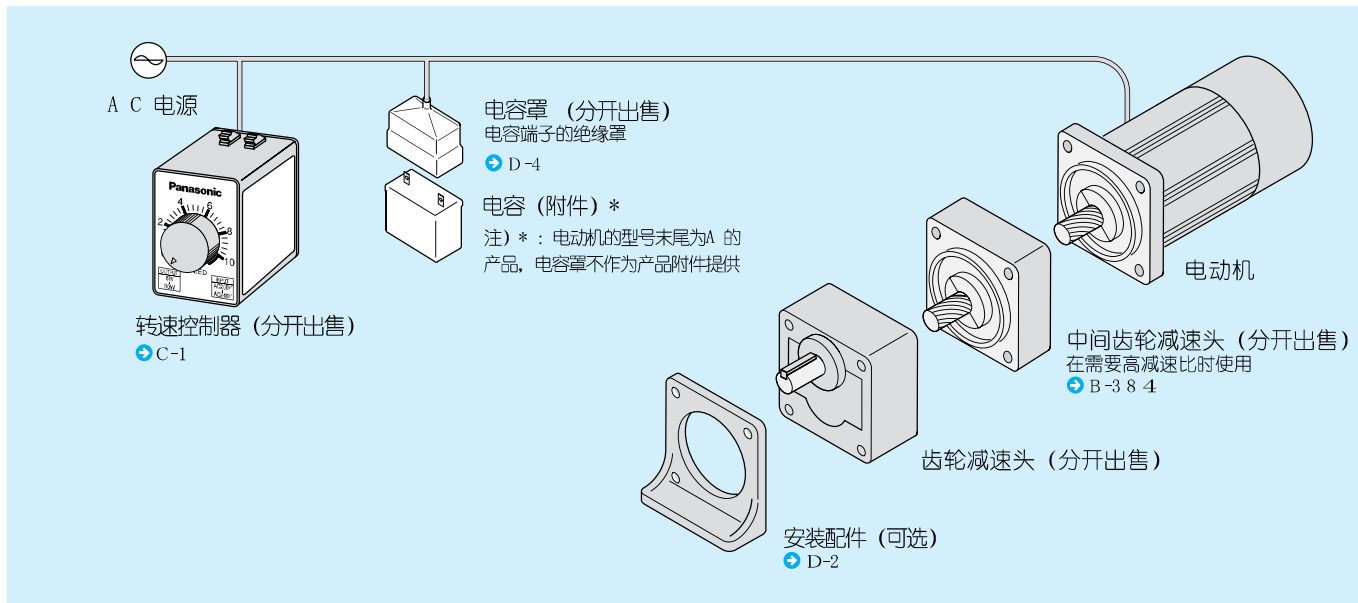 A C 电源
Panasonic
2
4
6
8
10
转速控制器 (分开出售)
C-1
电容罩 (分开出售)
电容端子的绝缘罩
D-4
电容 (附件) *
注) * : 电动机的型号末尾为A 的
产品, 电容罩不作为产品附件提供
电动机
中间齿轮减速头 (分开出售)
在需要高减速比时使用
B-3 8 4
齿轮减速头 (分开出售)
安装配件 (可选)
D-2